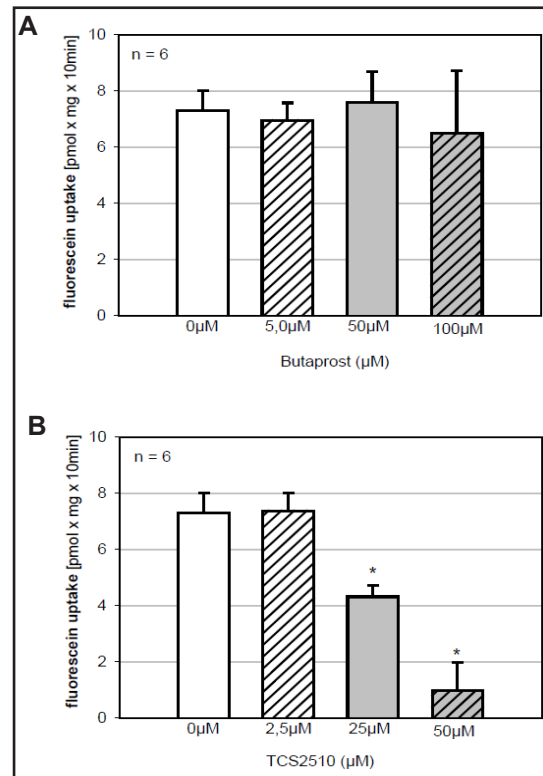 A
fluorescein uptake [pmol x mg x 10min]
10
8
6
4
2
0
n = 6
0µM 5,0µM 50µM 100µM
Butaprost (µM)
B
fluorescein uptake [pmol x mg x 10min]
10
8
6
4
2
0
n = 6
*
*
0µM 2,5µM 25µM 50µM
TCS2510 (µM)